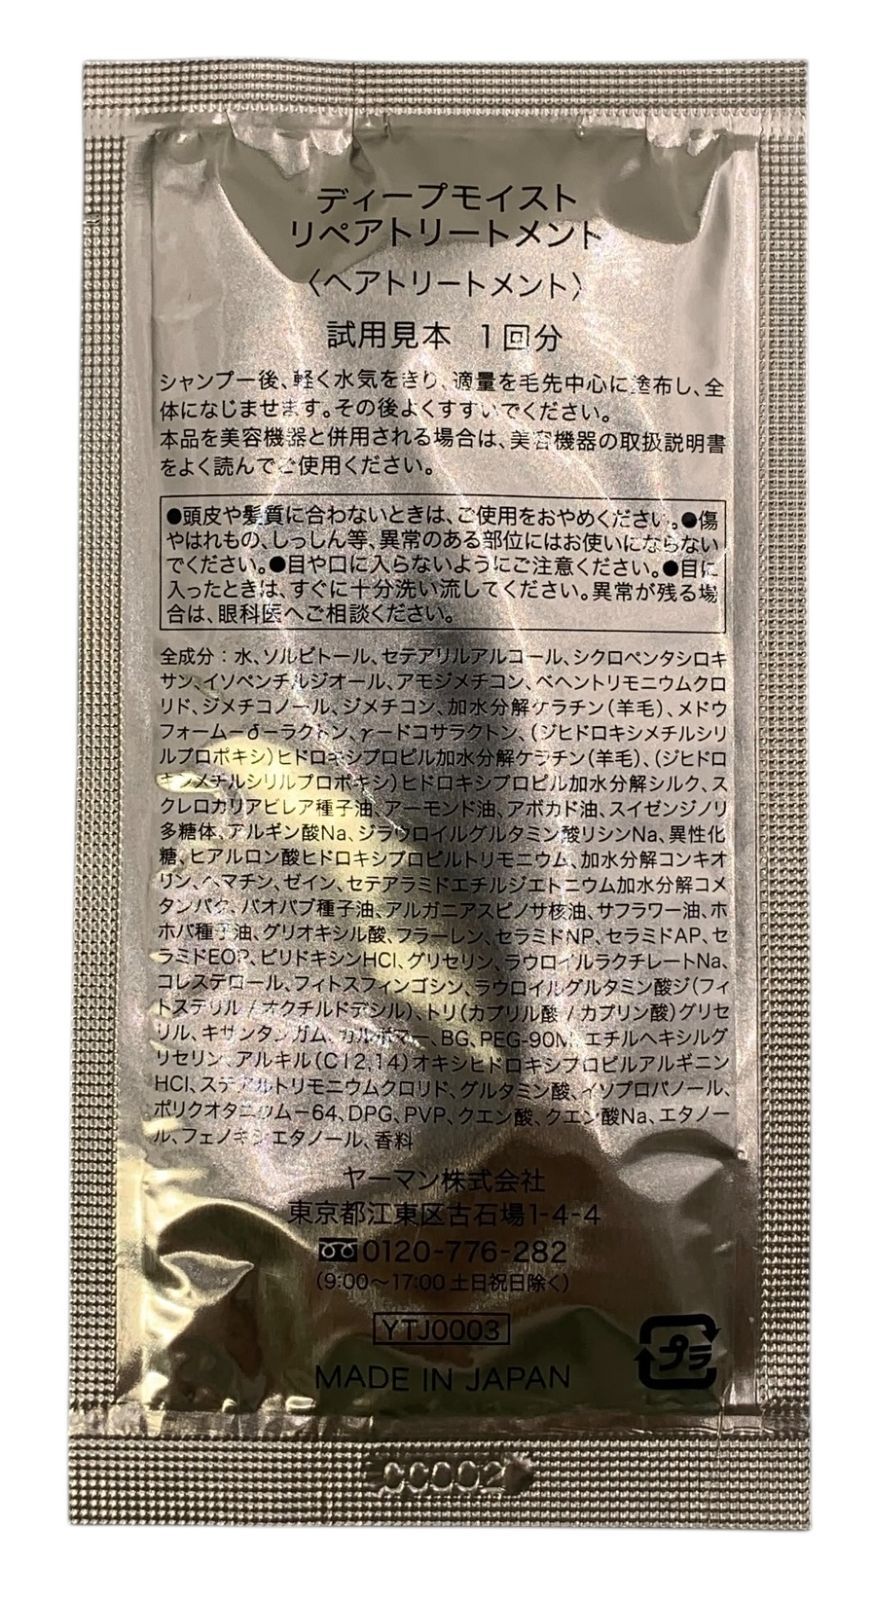 ディープモイスト
リペアトリートメント
〈ヘアトリートメント〉
試用見本 1回分
シャンプー後、軽く水気をきり、適量を毛先中心に塗布し、全
体になじませます。その後よくすすいでください。
本品を美容機器と併用される場合は、美容機器の取扱説明書
をよく読んでご使用ください。
●頭皮や髪質に合わないときは、ご使用をおやめください。●傷
やはれもの、しっしん等、異常のある部位にはお使いにならない
でください。●目や口に入らないようにご注意ください。●目に
入ったときは、すぐに十分洗い流してください。異常が残る場
合は、眼科医へご相談ください。
全成分：水、ソルビトール、セテアリルアルコール、シクロペンタシロキ
サン、イソペンチルジオール、アモジメチコン、ベヘントリモニウムクロ
リド、ジメチコノール、ジメチコン、加水分解ケラチン（羊毛）、メドウ
フォームーδーラクトン、γードコサラクトン、（ジヒドロキシメチルシリ
ルプロポキシ）ヒドロキシプロピル加水分解ケラチン（羊毛）、（ジヒドロ
キシメチルシリルプロポキシ）ヒドロキシプロピル加水分解シルク、ス
クレロカリアビレア種子油、アーモンド油、アボカド油、スイゼンジノリ
多糖体、アルギン酸Na、ジラウロイルグルタミン酸リシンNa、異性化
糖、ヒアルロン酸ヒドロキシプロピルトリモニウム、加水分解コンキオ
リン、ヘマチン、ゼイン、セテアラミドエチルジエトニウム加水分解コメ
タンパク、バオバブ種子油、アルガニアスピノサ核油、サフラワー油、ホ
ホバ種子油、グリオキシル酸、フラーレン、セラミドNP、セラミドAP、セ
ラミドEOP、ピリドキシンHCl、グリセリン、ラウロイルラクチレートNa、
コレステロール、フィトスフィンゴシン、ラウロイルグルタミン酸ジ（フィ
トステリル / オクチルドデシル）、トリ（カプリル酸 / カプリン酸）グリセ
リル、キサンタンガム、カルボマー、BG、PEG-90M、エチルヘキシルグ
リセリン、アルキル（C12,14）オキシヒドロキシプロピルアルギニン
HCl、ステアルトリモニウムクロリド、グルタミン酸、イソプロパノール、
ポリクオタニウムー64、DPG、PVP、クエン酸、クエン酸Na、エタノー
ル、フェノキシエタノール、香料
ヤーマン株式会社
東京都江東区古石場1-4-4
0120-776-282
（9:00～17:00 土日祝日除く）
YTJ0003
MADE IN JAPAN
プラ
CC002